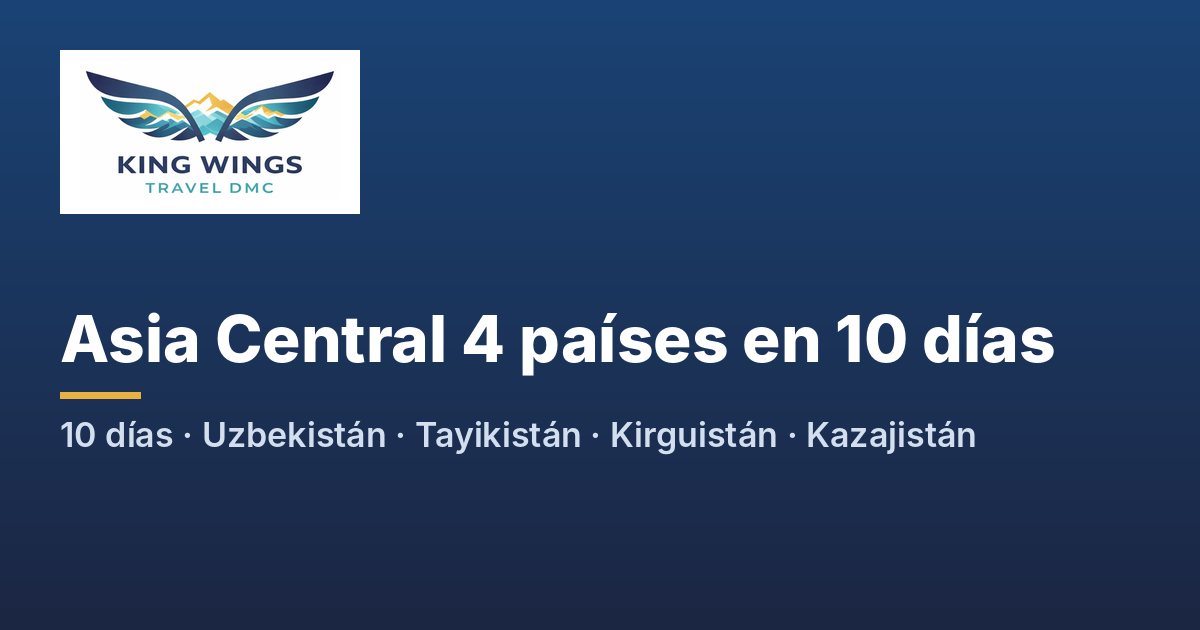 KING WINGS
TRAVEL DMC
Asia Central 4 países en 10 días
10 días · Uzbekistán · Tayikistán · Kirguistán · Kazajistán